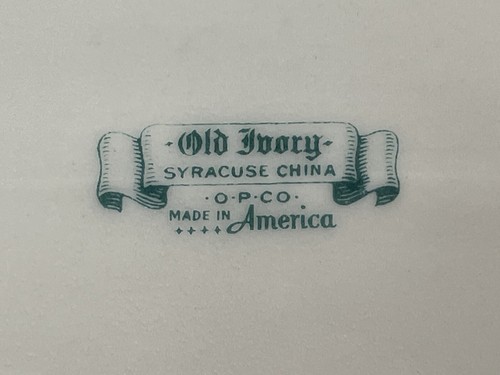 ·Old Ivory·
SYRACUSE CHINA
·O·P·CO·
MADE IN America